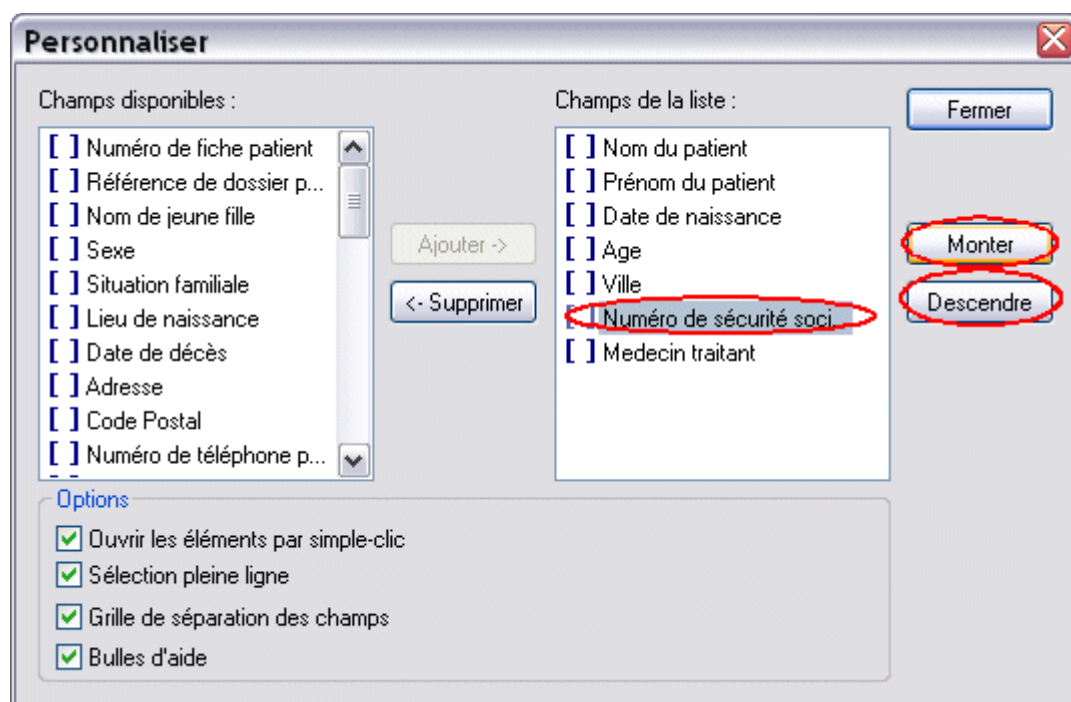 Personnaliser
Champs disponibles :
[ ] Numéro de fiche patient
[ ] Référence de dossier p...
[ ] Nom de jeune fille
[ ] Sexe
[ ] Situation familiale
[ ] Lieu de naissance
[ ] Date de décès
[ ] Adresse
[ ] Code Postal
[ ] Numéro de téléphone p...
Ajouter ->
<- Supprimer
Champs de la liste :
[ ] Nom du patient
[ ] Prénom du patient
[ ] Date de naissance
[ ] Age
[ ] Ville
[ ] Numéro de sécurité soci...
[ ] Medecin traitant
Fermer
Monter
Descendre
Options
Ouvrir les éléments par simple-clic
Sélection pleine ligne
Grille de séparation des champs
Bulles d'aide